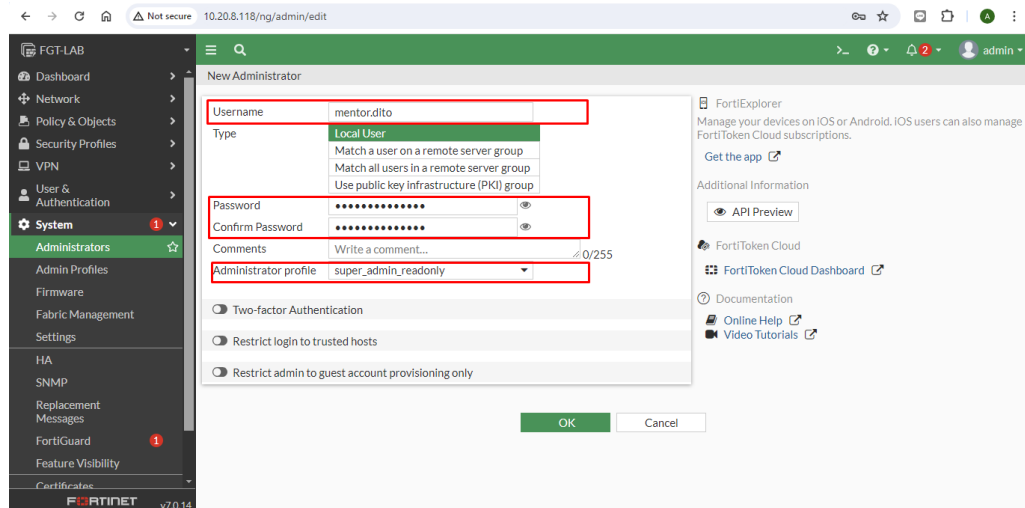 Not secure 10.20.8.118/ng/admin/edit
A
FGT-LAB
>_ 2 admin
Dashboard
Network
Policy & Objects
Security Profiles
VPN
User &
Authentication
System 1
Administrators
Admin Profiles
Firmware
Fabric Management
Settings
HA
SNMP
Replacement
Messages
FortiGuard 1
Feature Visibility
Certificates
FORTINET v7.0.14
New Administrator
Username mentor.dito
Type Local User
Match a user on a remote server group
Match all users in a remote server group
Use public key infrastructure (PKI) group
Password ••••••••••••••
Confirm Password ••••••••••••••
Comments Write a comment... 0/255
Administrator profile super_admin_readonly
Two-factor Authentication
Restrict login to trusted hosts
Restrict admin to guest account provisioning only
OK Cancel
FortiExplorer
Manage your devices on iOS or Android. iOS users can also manage
FortiToken Cloud subscriptions.
Get the app
Additional Information
API Preview
FortiToken Cloud
FortiToken Cloud Dashboard
Documentation
Online Help
Video Tutorials